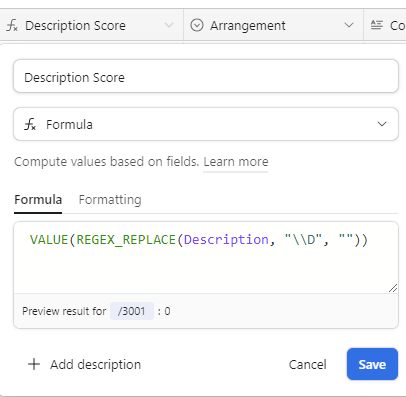 Description Score Arrangement Co
Description Score
Formula
Compute values based on fields. Learn more
Formula Formatting
VALUE(REGEX_REPLACE(Description, "\\D", ""))
Preview result for /3001 : 0
+ Add description Cancel Save